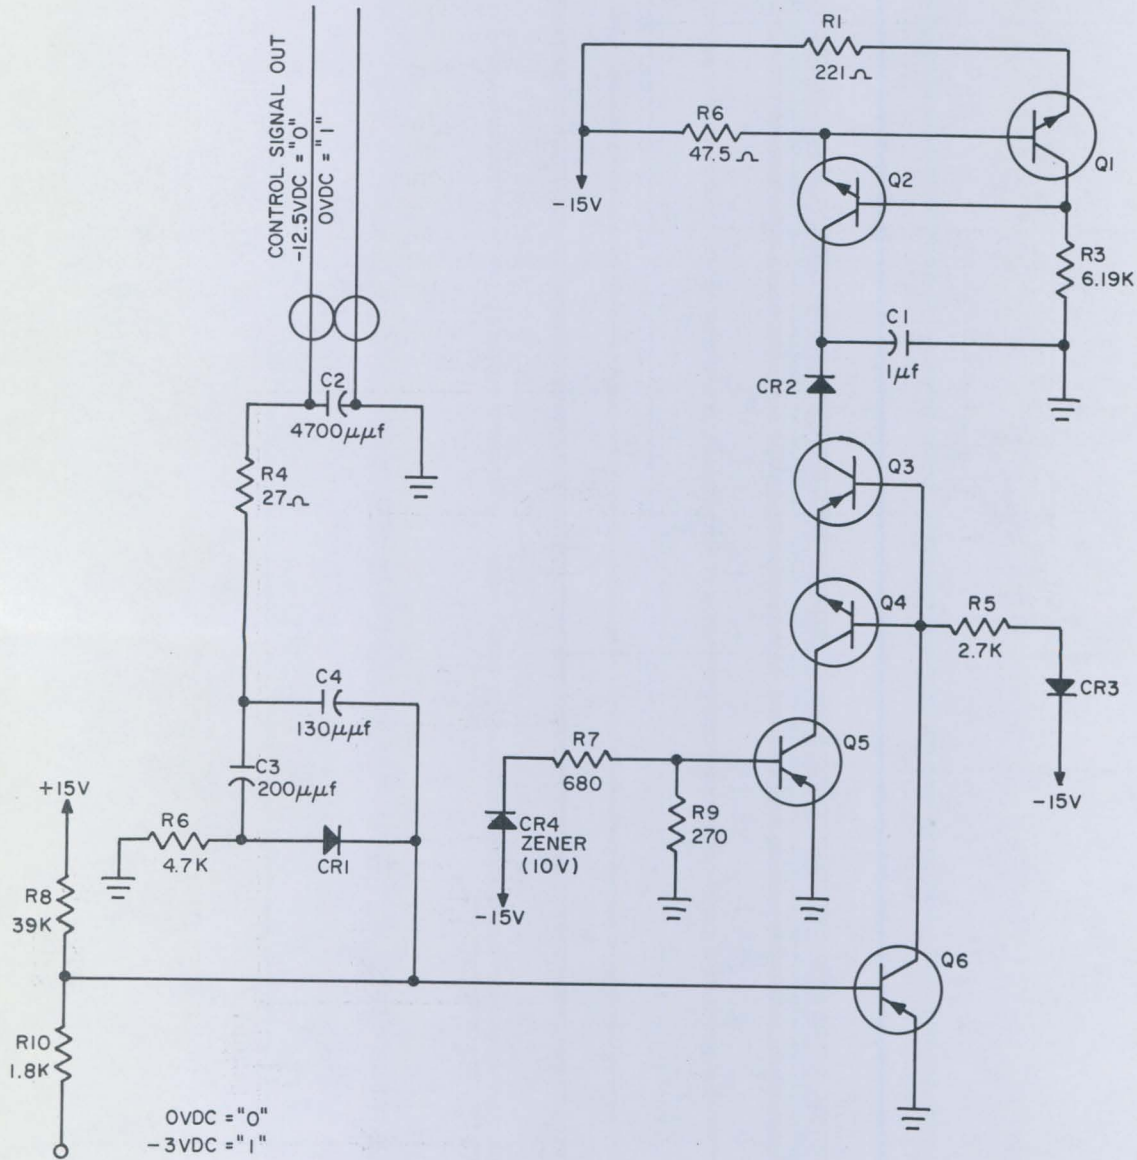 CONTROL SIGNAL OUT
-12.5VDC = "0"
0VDC = "1"
R1
221Ω
R6
47.5Ω
-15V
Q1
Q2
R3
6.19K
C1
1µf
CR2
C2
4700µµf
R4
27Ω
Q3
Q4
R5
2.7K
CR3
-15V
C4
130µµf
C3
200µµf
R7
680
Q5
+15V
R6
4.7K
CR1
CR4
ZENER
(10V)
R9
270
-15V
R8
39K
Q6
R10
1.8K
0VDC = "0"
-3VDC = "1"